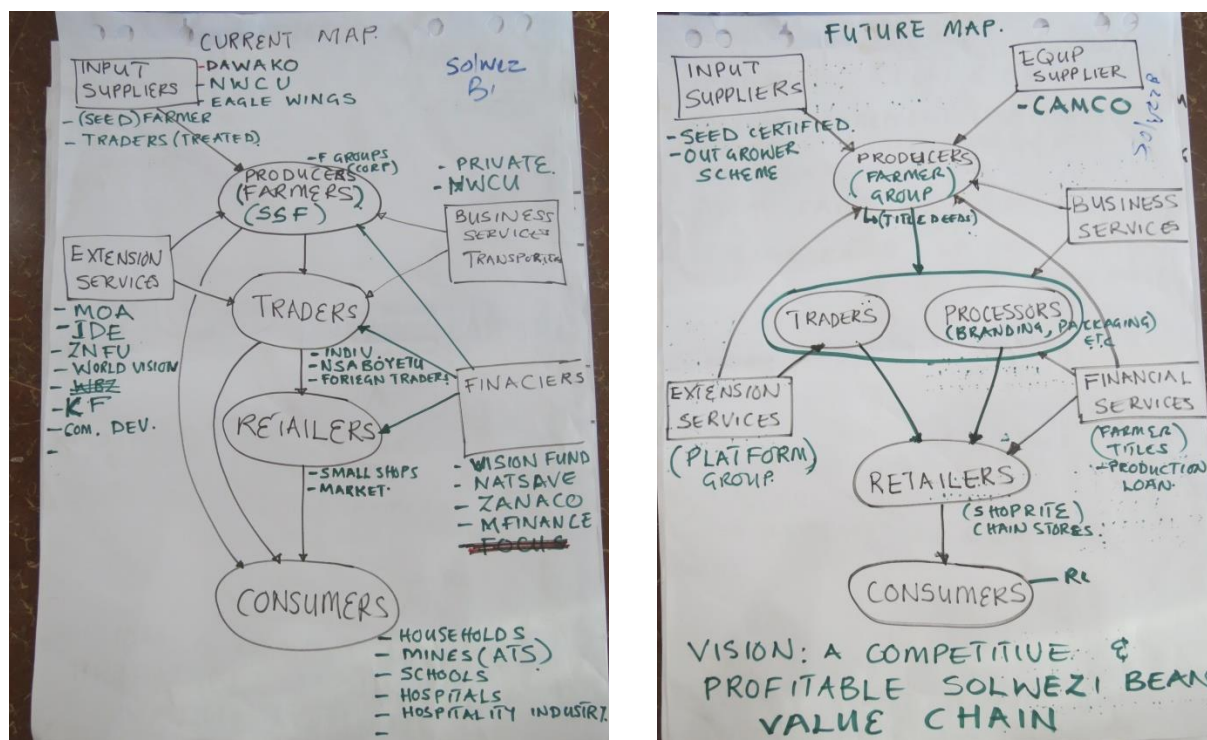 CURRENT MAP.
Solwez
INPUT
SUPPLIERS
-DAWAKO
-NWCU
-EAGLE WINGS
-(SEED) FARMER
-TRADERS (TREATED)
-F GROUPS
(CORP)
PRODUCERS
(FARMERS)
(SSF)
-PRIVATE.
-NWCU
BUSINESS
SERVICES
TRANSPORTER
EXTENSION
SERVICES
-MOA
-IDE
-ZNFU
-WORLD VISION
-KF
-COM. DEV.
-
TRADERS
-INDIV
-NSABOYETU
-FORIEGN TRADERS
FINACIERS
RETAILERS
-SMALL SHOPS
-MARKET.
-VISION FUND
-NATSAVE
-ZANACO
-MFINANCE
-FOCUS
CONSUMERS
-HOUSEHOLDS
-MINES (ATS)
-SCHOOLS
-HOSPITALS
-HOSPITALITY INDUSTRY.
-
FUTURE MAP.
INPUT
SUPPLIERS
-SEED CERTIFIED.
-OUT GROWER
SCHEME
EQUP
SUPPLIER
-CAMCO
PRODUCERS
(FARMER)
GROUP
(TITLE DEEDS)
BUSINESS
SERVICES
TRADERS
PROCESSORS
(BRANDING, PACKAGING)
ETC
EXTENSION
SERVICES
(PLATFORM)
GROUP.
FINANCIAL
SERVICES
(FARMER)
TITLES
-PRODUCTION
LOAN.
RETAILERS
(SHOPRITE)
CHAIN STORES.
CONSUMERS
VISION: A COMPETITIVE &
PROFITABLE SOLWEZI BEAN
VALUE CHAIN